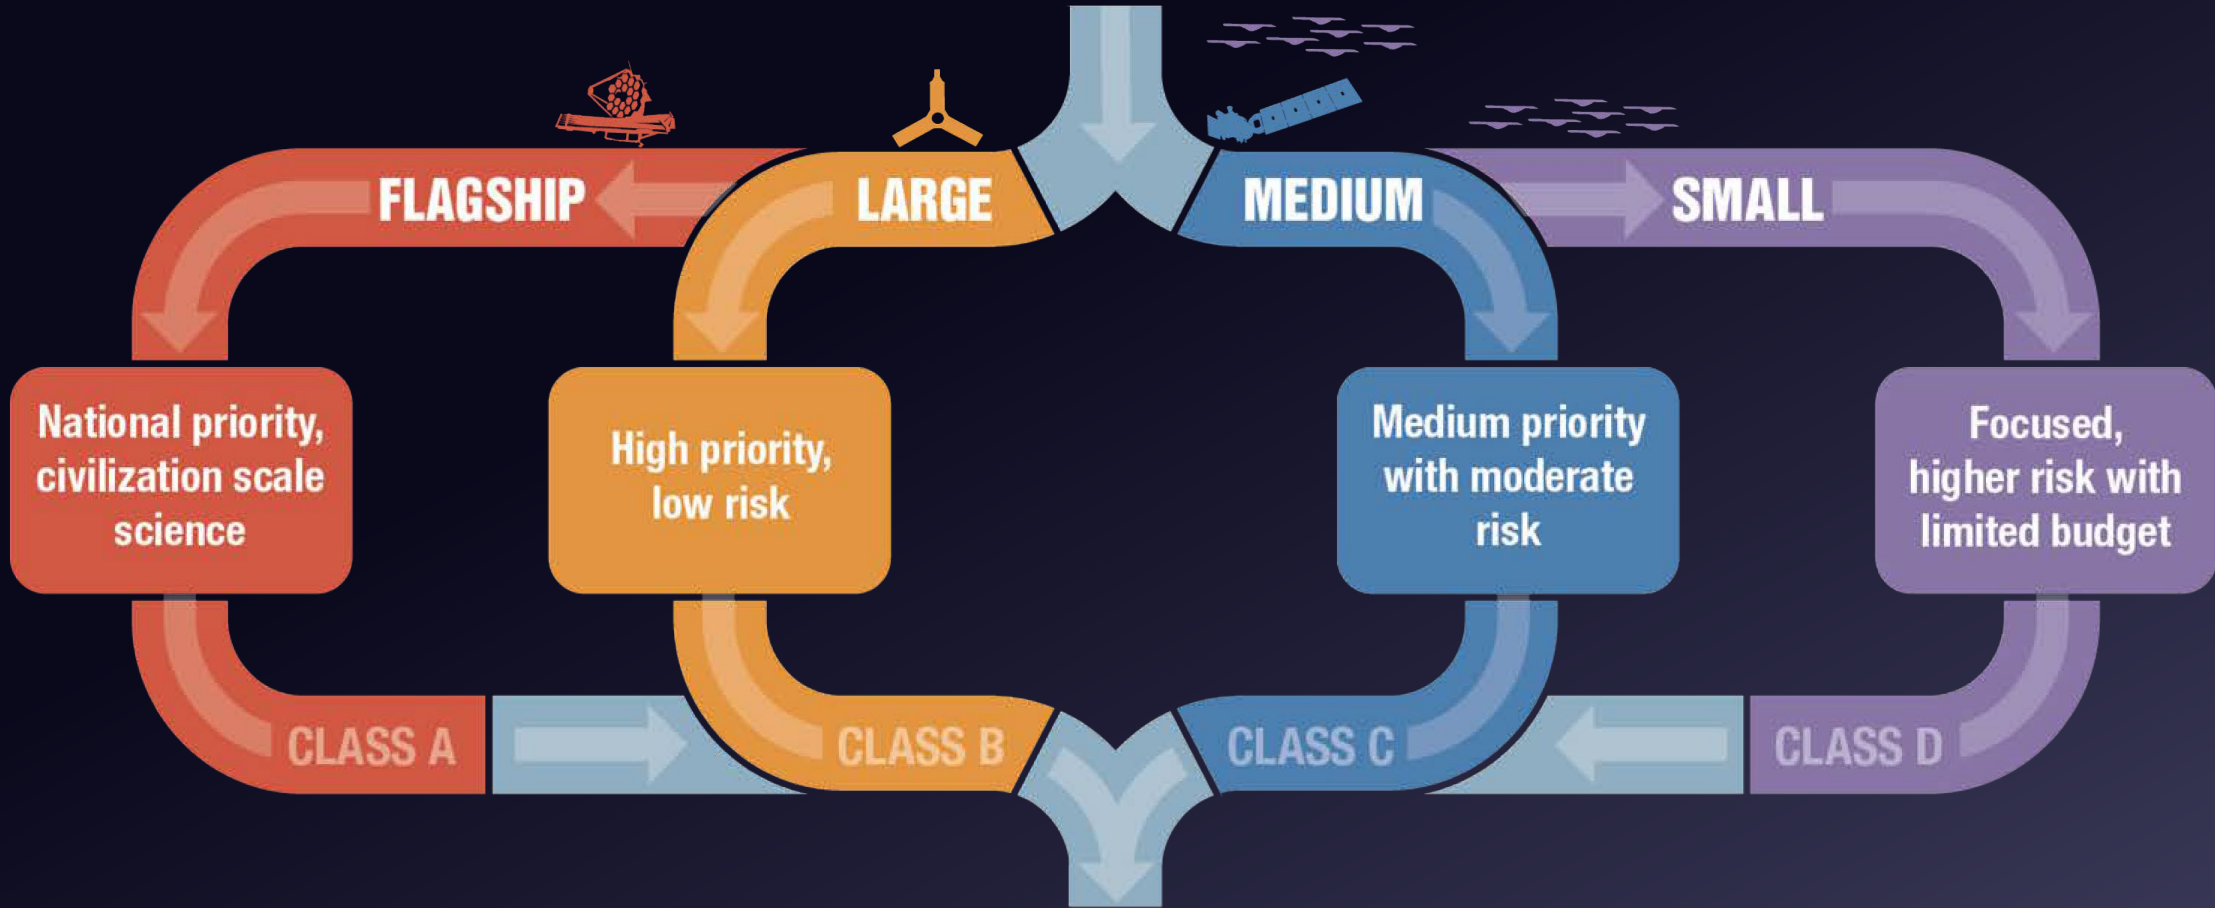 FLAGSHIP
LARGE
MEDIUM
SMALL
National priority,
civilization scale
science
High priority,
low risk
Medium priority
with moderate
risk
Focused,
higher risk with
limited budget
CLASS A
CLASS B
CLASS C
CLASS D